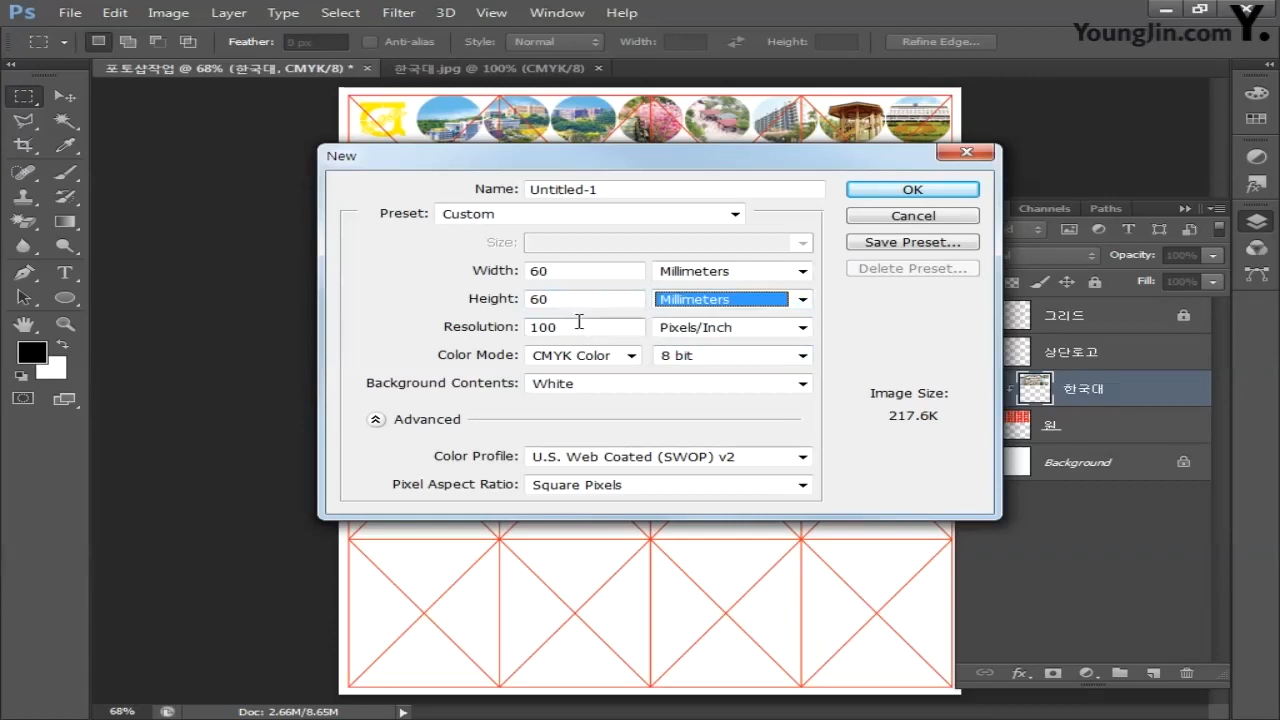 Ps File Edit Image Layer Type Select Filter 3D View Window Help
Feather: 0 px Anti-alias Style: Normal Width: Height: Refine Edge...
YoungJin.com Y.
포토샵작업 @ 68% (한국대, CMYK/8) * × 한국대.jpg @ 100% (CMYK/8) ×
New
Name: Untitled-1 OK
Preset: Custom Cancel
Size: Save Preset...
Width: 60 Millimeters Delete Preset...
Height: 60 Millimeters
Resolution: 100 Pixels/Inch
Color Mode: CMYK Color 8 bit
Background Contents: White
Image Size:
217.6K
Advanced
Color Profile: U.S. Web Coated (SWOP) v2
Pixel Aspect Ratio: Square Pixels
Channels Paths
Opacity: 100%
Fill: 100%
그리드
상단로고
한국대
원
Background
fx
68% Doc: 2.66M/8.65M